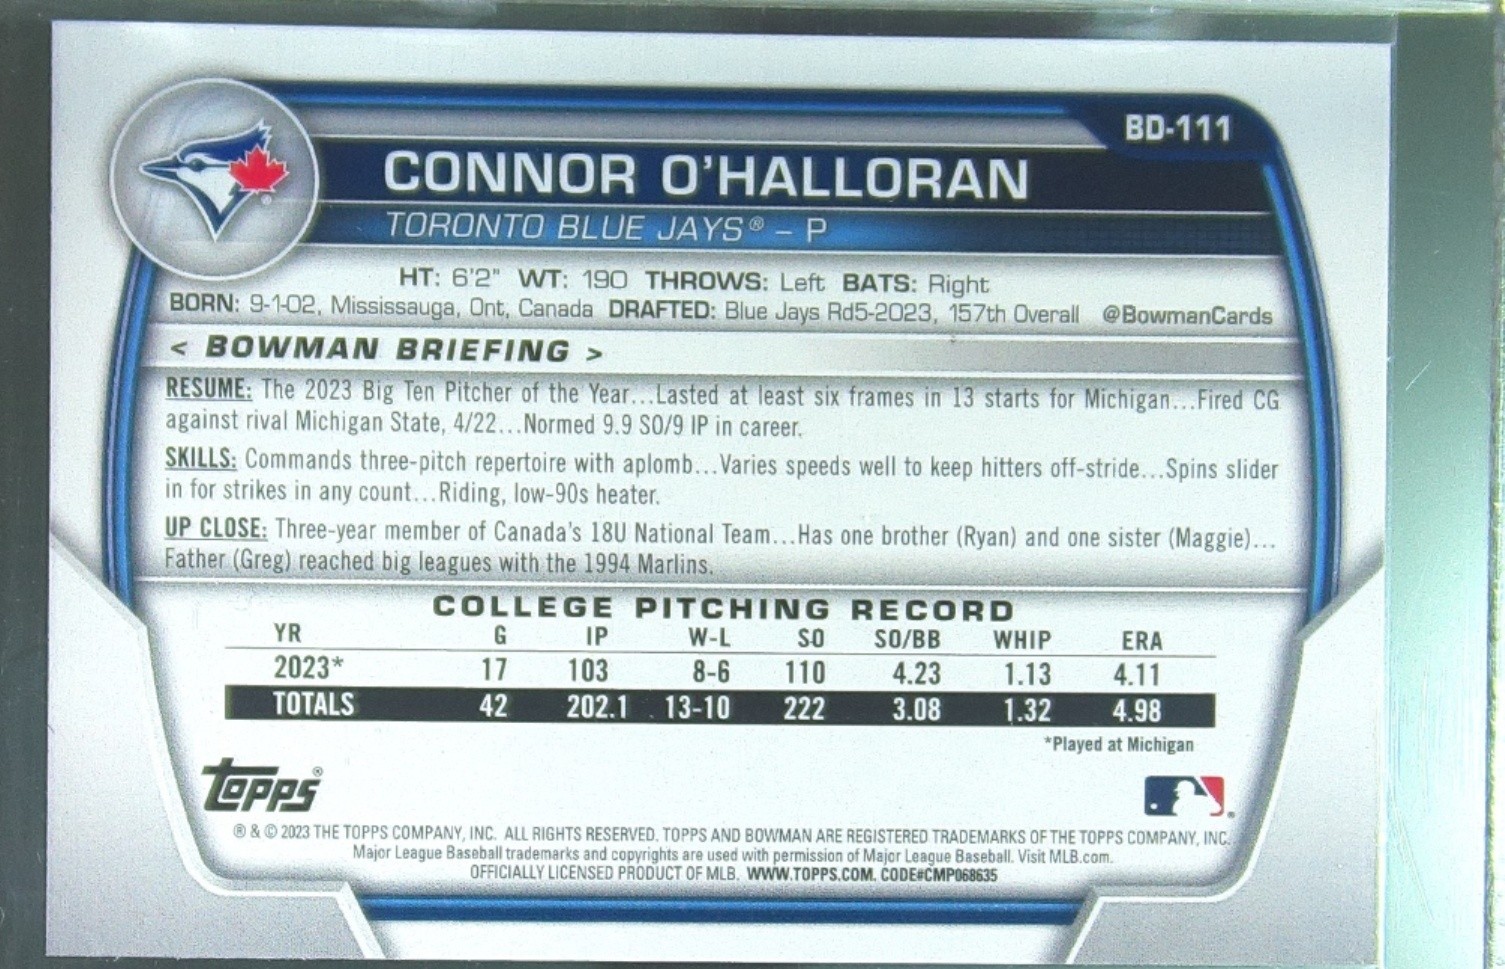 BD-111
CONNOR O'HALLORAN
TORONTO BLUE JAYS® – P
HT: 6'2" WT: 190 THROWS: Left BATS: Right
BORN: 9-1-02, Mississauga, Ont, Canada DRAFTED: Blue Jays Rd5-2023, 157th Overall @BowmanCards
< BOWMAN BRIEFING >
RESUME: The 2023 Big Ten Pitcher of the Year...Lasted at least six frames in 13 starts for Michigan...Fired CG
against rival Michigan State, 4/22...Normed 9.9 SO/9 IP in career.
SKILLS: Commands three-pitch repertoire with aplomb...Varies speeds well to keep hitters off-stride...Spins slider
in for strikes in any count...Riding, low-90s heater.
UP CLOSE: Three-year member of Canada's 18U National Team...Has one brother (Ryan) and one sister (Maggie)...
Father (Greg) reached big leagues with the 1994 Marlins.
COLLEGE PITCHING RECORD
YR G IP W-L SO SO/BB WHIP ERA
2023* 17 103 8-6 110 4.23 1.13 4.11
TOTALS 42 202.1 13-10 222 3.08 1.32 4.98
*Played at Michigan
Topps®
® & © 2023 THE TOPPS COMPANY, INC. ALL RIGHTS RESERVED. TOPPS AND BOWMAN ARE REGISTERED TRADEMARKS OF THE TOPPS COMPANY, INC.
Major League Baseball trademarks and copyrights are used with permission of Major League Baseball. Visit MLB.com.
OFFICIALLY LICENSED PRODUCT OF MLB. WWW.TOPPS.COM. CODE#CMP068635